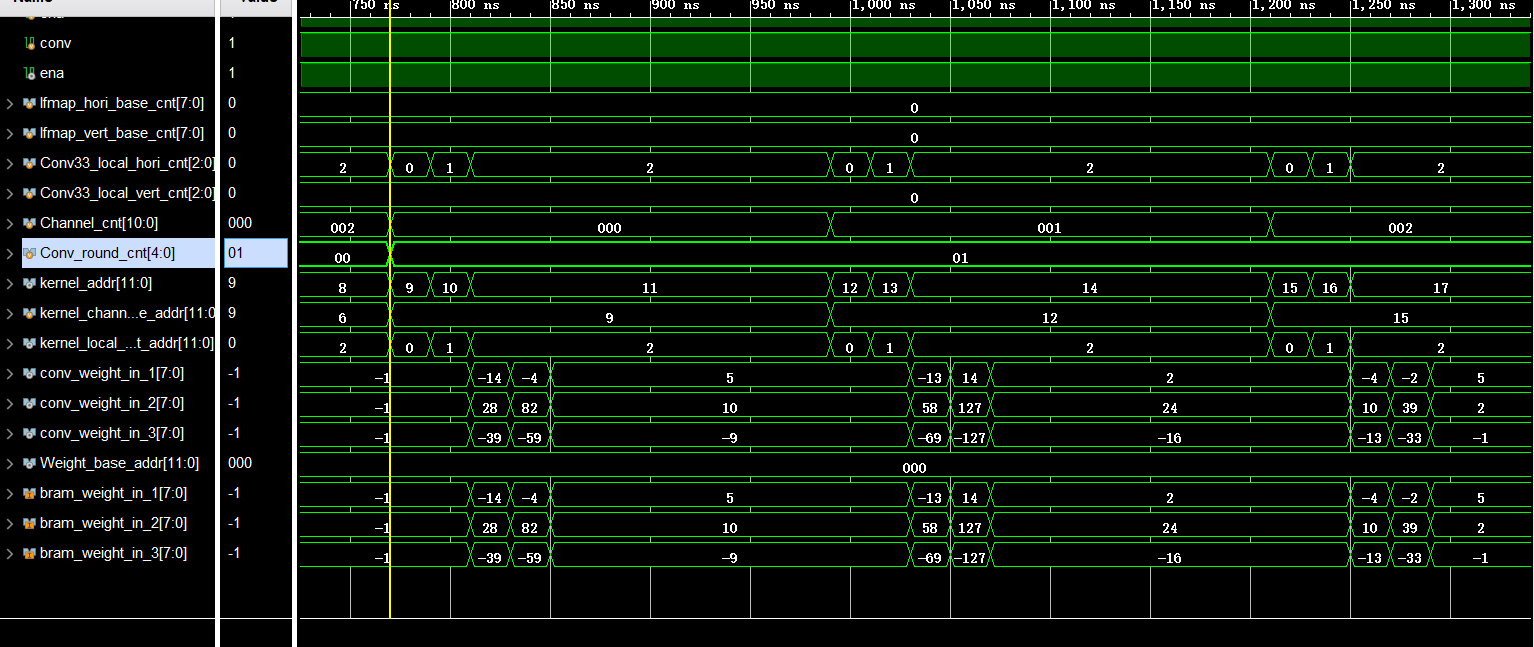 Name Value 750 ns 800 ns 850 ns 900 ns 950 ns 1,000 ns 1,050 ns 1,100 ns 1,150 ns 1,200 ns 1,250 ns 1,300 ns
conv 1
ena 1
Ifmap_hori_base_cnt[7:0] 0 0
Ifmap_vert_base_cnt[7:0] 0 0
Conv33_local_hori_cnt[2:0] 0 2 0 1 2 0 1 2 0 1 2
Conv33_local_vert_cnt[2:0] 0 0
Channel_cnt[10:0] 000 002 000 001 002
Conv_round_cnt[4:0] 01 00 01
kernel_addr[11:0] 9 8 9 10 11 12 13 14 15 16 17
kernel_chann...e_addr[11:0 9 6 9 12 15
kernel_local_...t_addr[11:0] 0 2 0 1 2 0 1 2 0 1 2
conv_weight_in_1[7:0] -1 -1 -14 -4 5 -13 14 2 -4 -2 5
conv_weight_in_2[7:0] -1 -1 28 82 10 58 127 24 10 39 2
conv_weight_in_3[7:0] -1 -1 -39 -59 -9 -69 -127 -16 -13 -33 -1
Weight_base_addr[11:0] 000 000
bram_weight_in_1[7:0] -1 -1 -14 -4 5 -13 14 2 -4 -2 5
bram_weight_in_2[7:0] -1 -1 28 82 10 58 127 24 10 39 2
bram_weight_in_3[7:0] -1 -1 -39 -59 -9 -69 -127 -16 -13 -33 -1